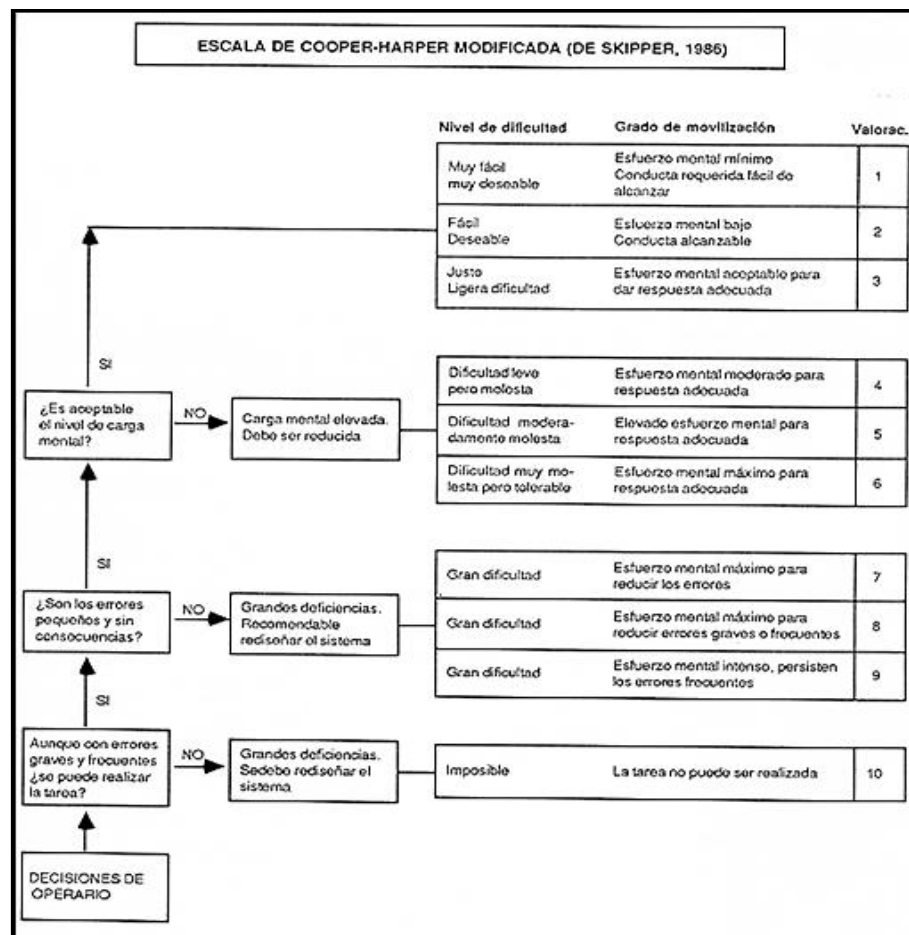 ESCALA DE COOPER-HARPER MODIFICADA (DE SKIPPER, 1986)
Nivel de dificultad
Grado de movilización
Valorac.
Muy fácil
muy deseable
Esfuerzo mental mínimo
Conducta requerida fácil de
alcanzar
1
Fácil
Deseable
Esfuerzo mental bajo
Conducta alcanzable
2
Justo
Ligera dificultad
Esfuerzo mental aceptable para
dar respuesta adecuada
3
SI
¿Es aceptable
el nivel de carga
mental?
NO
Carga mental elevada.
Debe ser reducida
Dificultad leve
pero molesta
Esfuerzo mental moderado para
respuesta adecuada
4
Dificultad modera-
damente molesta
Elevado esfuerzo mental para
respuesta adecuada
5
Dificultad muy mo-
lesta pero tolerable
Esfuerzo mental máximo para
respuesta adecuada
6
SI
¿Son los errores
pequeños y sin
consecuencias?
NO
Grandes deficiencias.
Recomendable
rediseñar el sistema
Gran dificultad
Esfuerzo mental máximo para
reducir los errores
7
Gran dificultad
Esfuerzo mental máximo para
reducir errores graves o frecuentes
8
Gran dificultad
Esfuerzo mental intenso, persisten
los errores frecuentes
9
SI
Aunque con errores
graves y frecuentes
¿se puede realizar
la tarea?
NO
Grandes deficiencias.
Sedebe rediseñar el
sistema
Imposible
La tarea no puede ser realizada
10
DECISIONES DE
OPERARIO